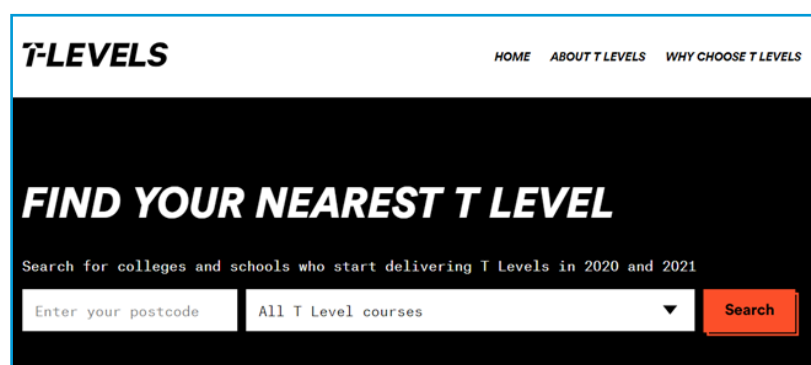 T-LEVELS
HOME ABOUT T LEVELS WHY CHOOSE T LEVELS
FIND YOUR NEAREST T LEVEL
Search for colleges and schools who start delivering T Levels in 2020 and 2021
Enter your postcode All T Level courses Search